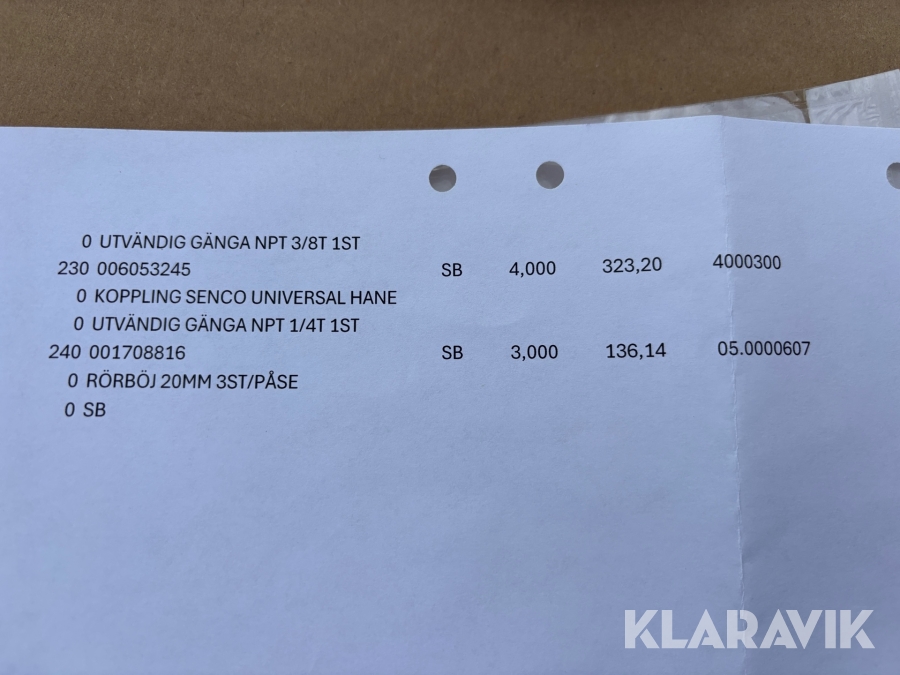 0 UTVÄNDIG GÄNGA NPT 3/8T 1ST
230 006053245 SB 4,000 323,20 4000300
0 KOPPLING SENCO UNIVERSAL HANE
0 UTVÄNDIG GÄNGA NPT 1/4T 1ST
240 001708816 SB 3,000 136,14 05.0000607
0 RÖRBÖJ 20MM 3ST/PÅSE
0 SB
KLARAVIK